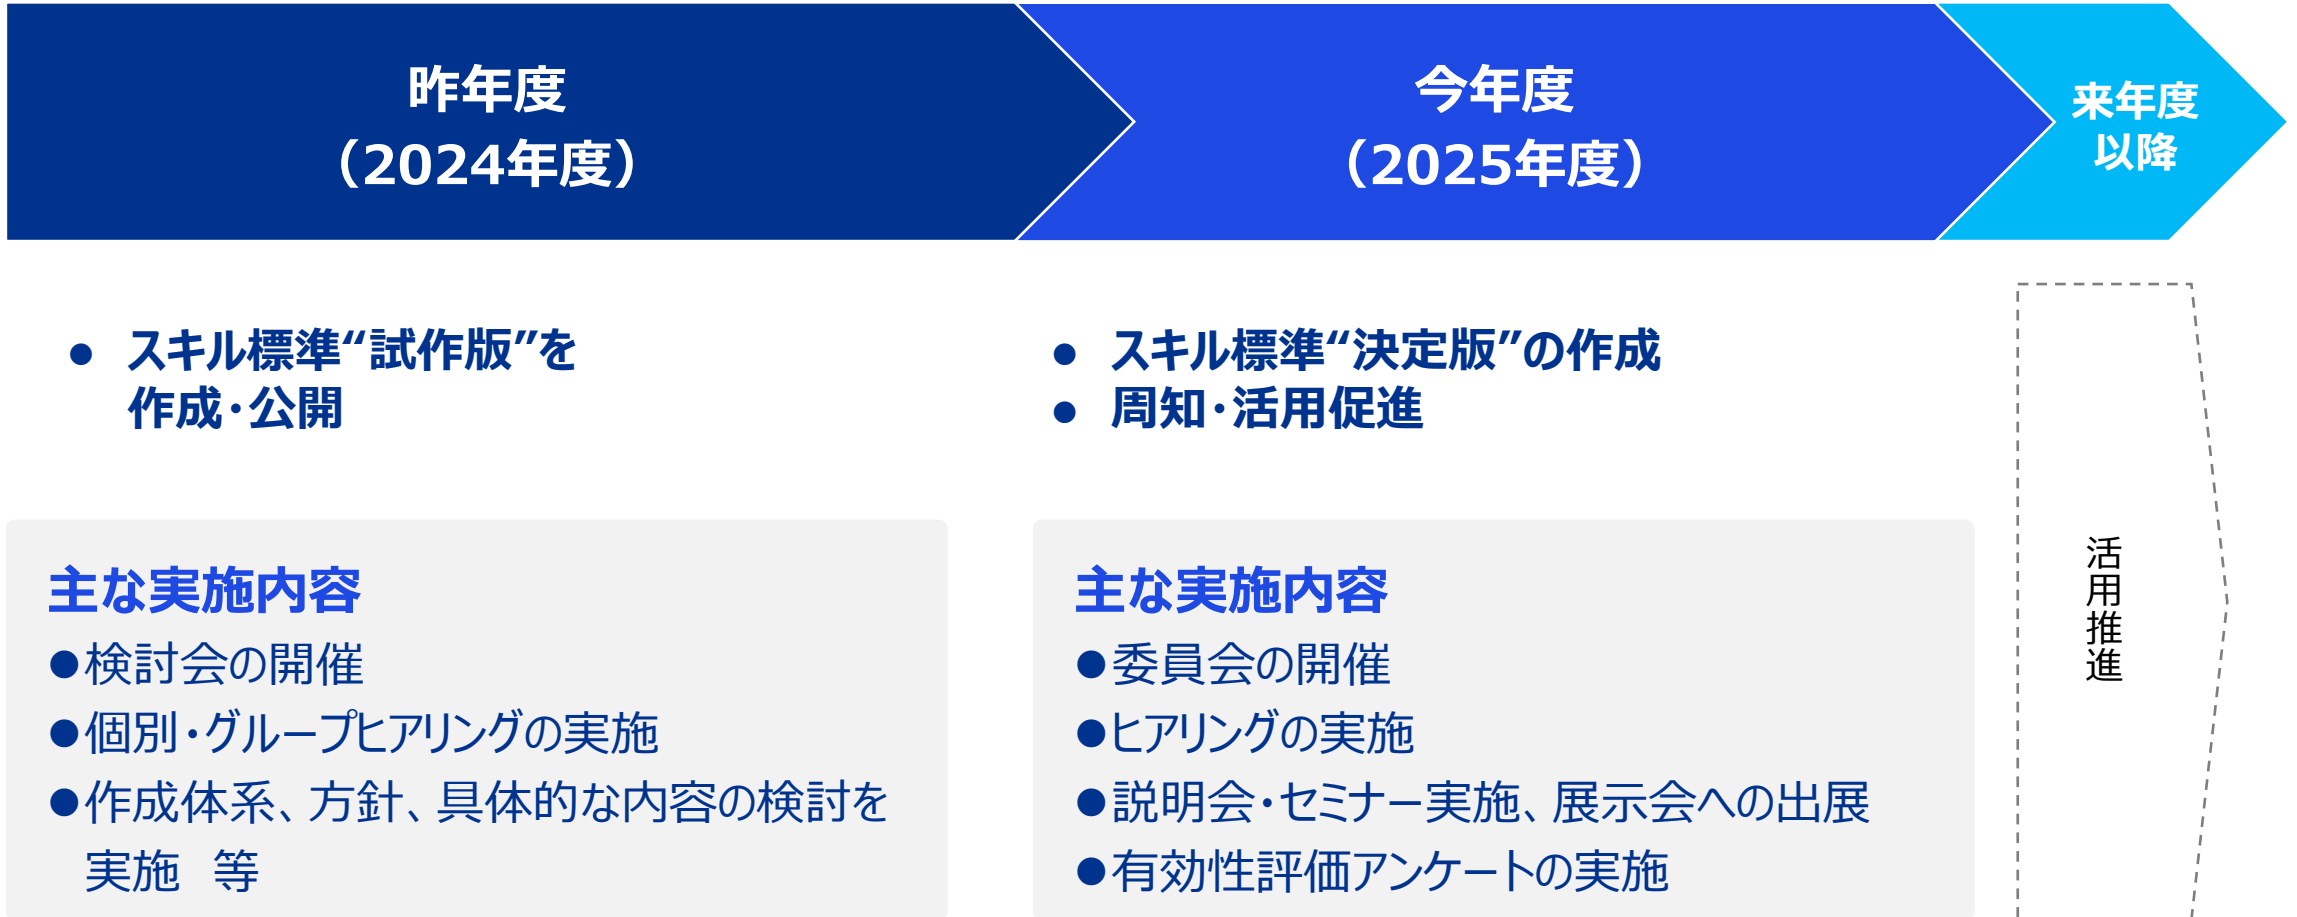 昨年度
（2024年度）
今年度
（2025年度）
来年度
以降
● スキル標準“試作版”を
作成・公開
● スキル標準“決定版”の作成
● 周知・活用促進
主な実施内容
●検討会の開催
●個別・グループヒアリングの実施
●作成体系、方針、具体的な内容の検討を
実施　等
主な実施内容
●委員会の開催
●ヒアリングの実施
●説明会・セミナー実施、展示会への出展
●有効性評価アンケートの実施
活用推進